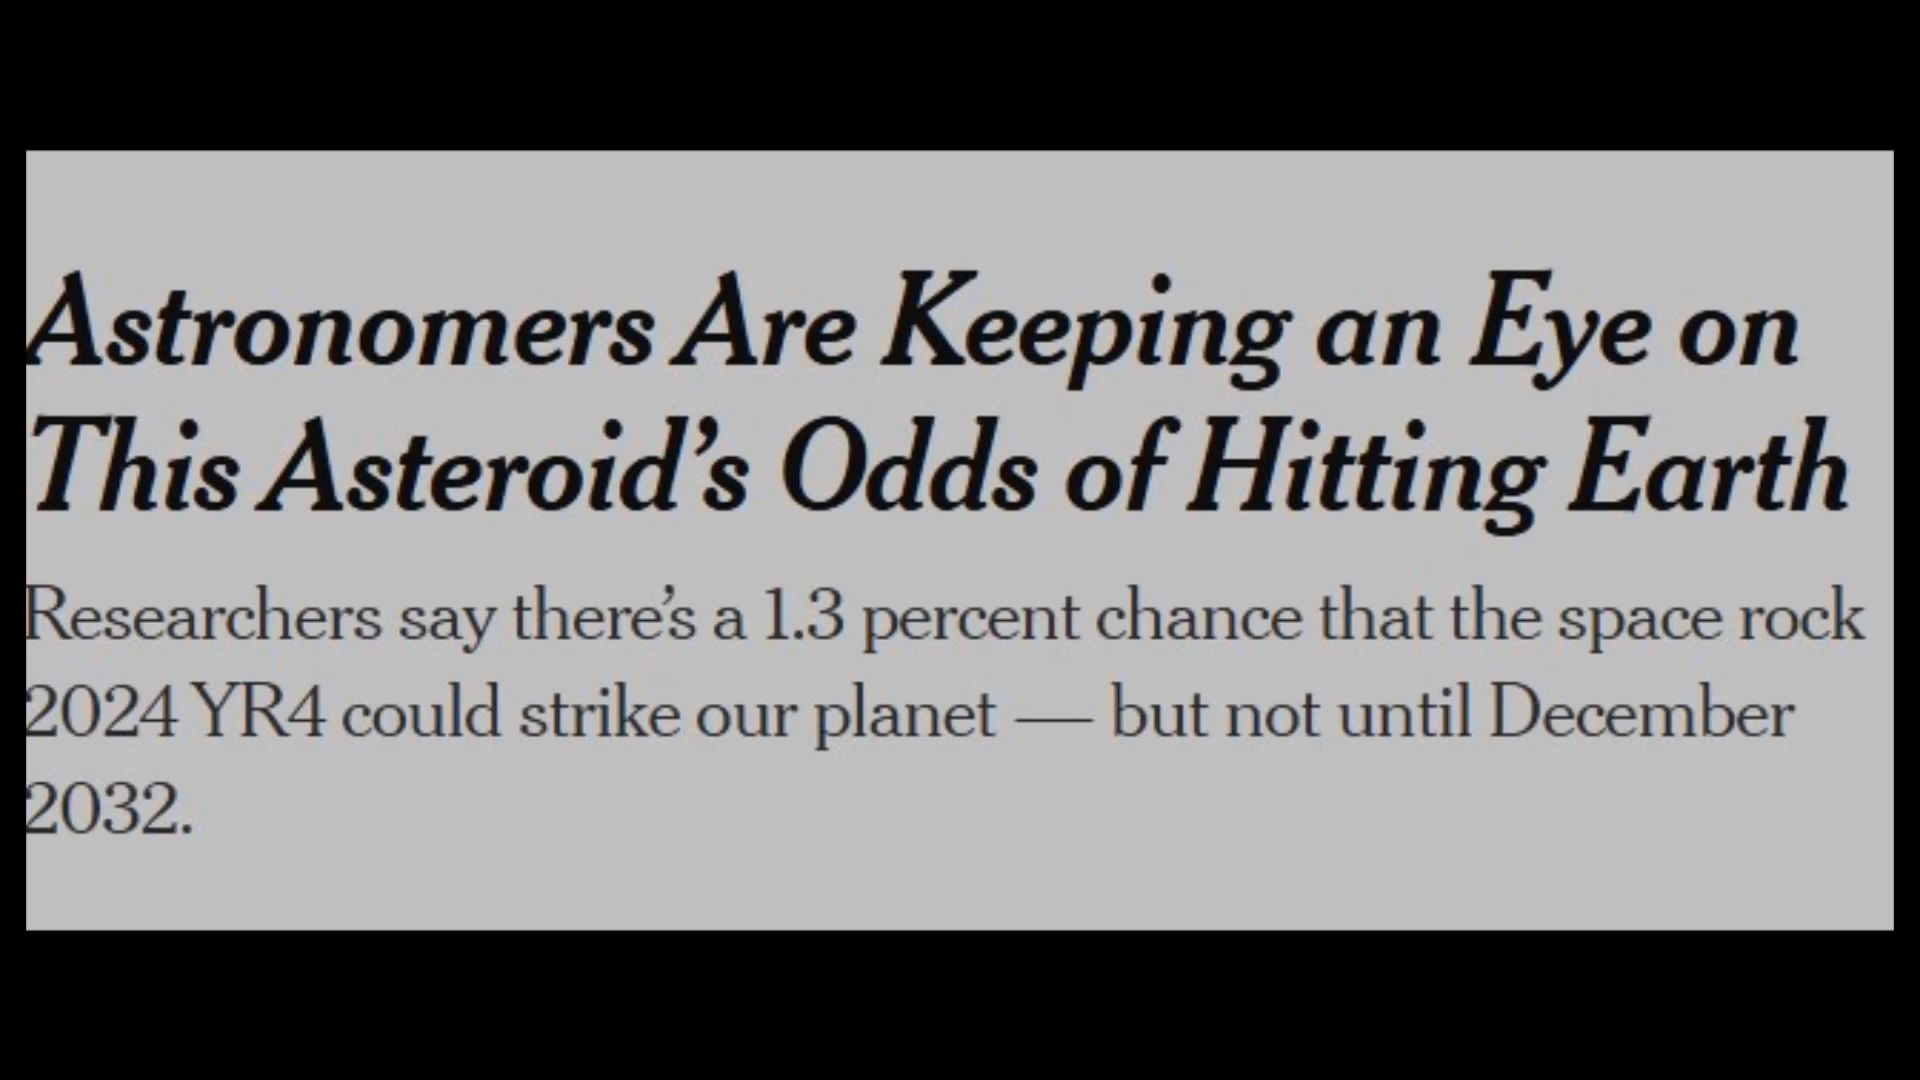 Astronomers Are Keeping an Eye on
This Asteroid’s Odds of Hitting Earth
Researchers say there’s a 1.3 percent chance that the space rock
2024 YR4 could strike our planet — but not until December
2032.